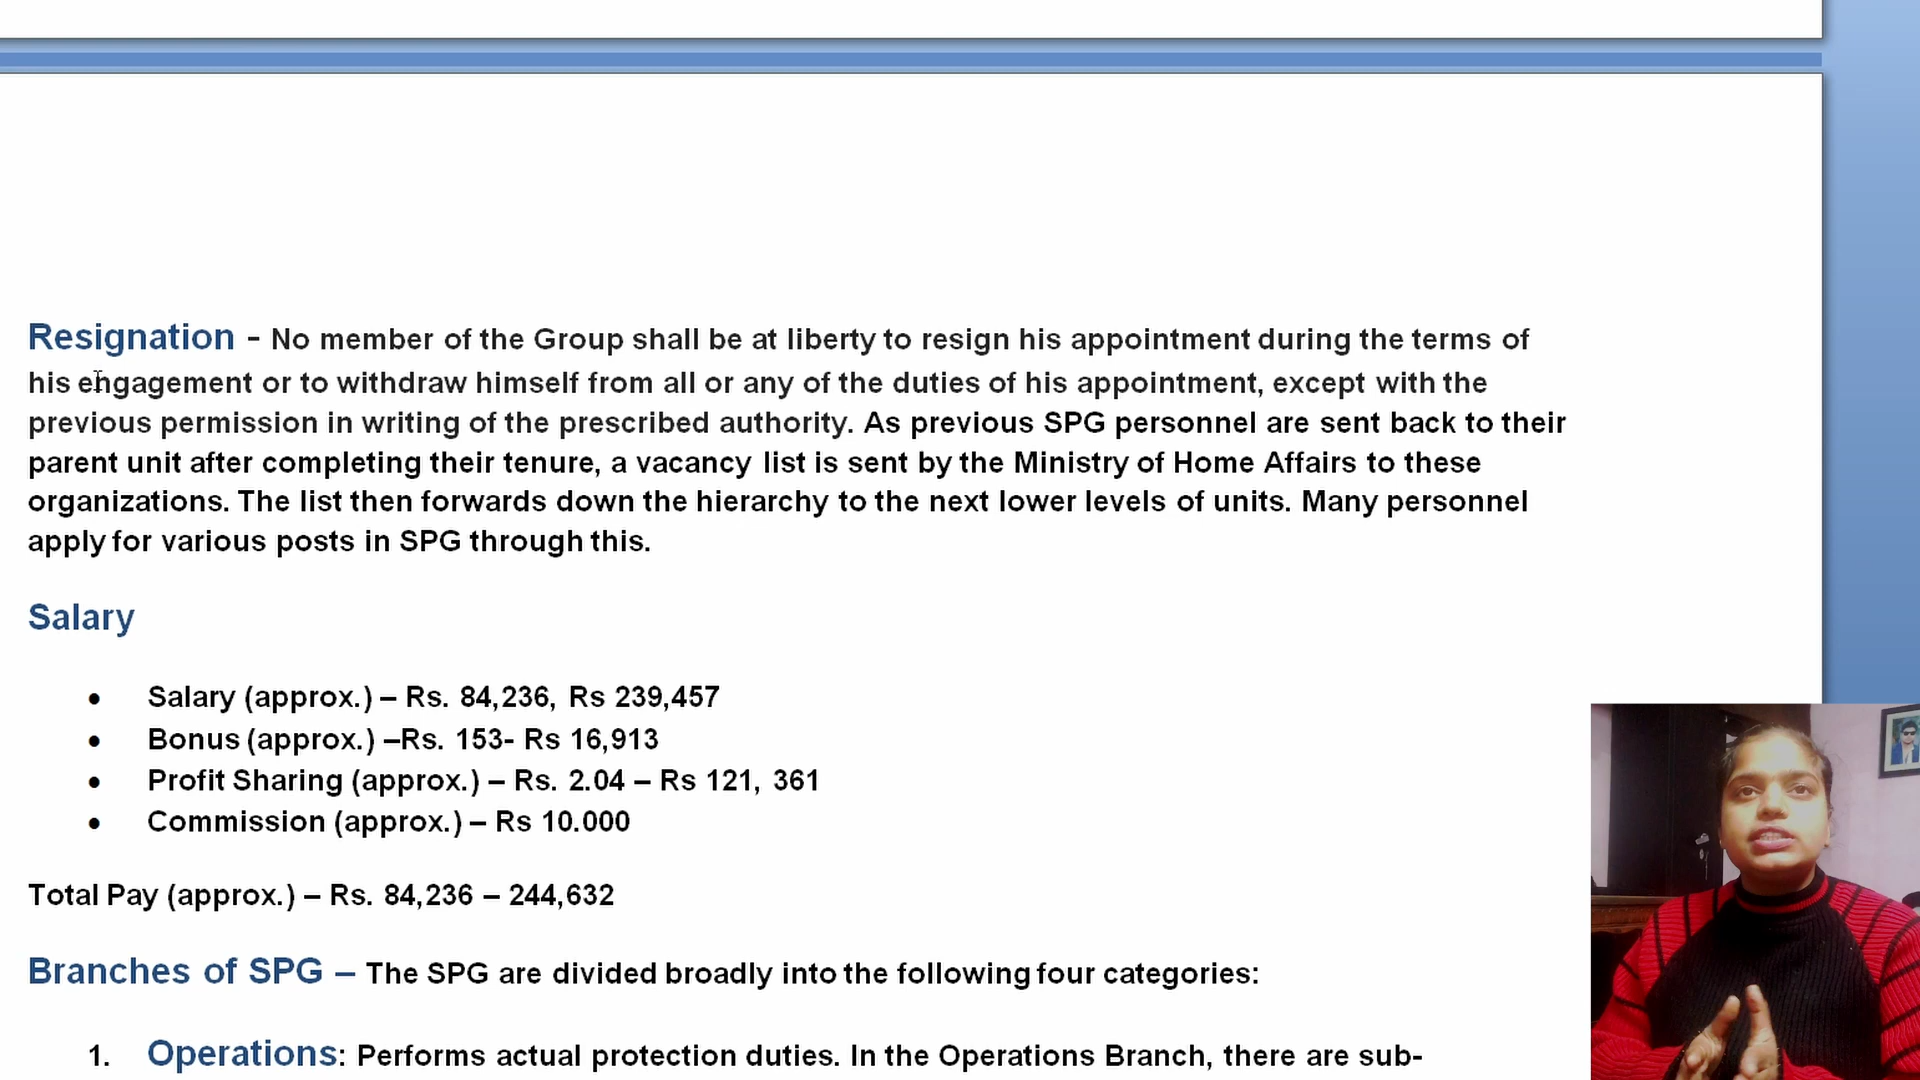 Resignation - No member of the Group shall be at liberty to resign his appointment during the terms of
his engagement or to withdraw himself from all or any of the duties of his appointment, except with the
previous permission in writing of the prescribed authority. As previous SPG personnel are sent back to their
parent unit after completing their tenure, a vacancy list is sent by the Ministry of Home Affairs to these
organizations. The list then forwards down the hierarchy to the next lower levels of units. Many personnel
apply for various posts in SPG through this.
Salary
• Salary (approx.) – Rs. 84,236, Rs 239,457
• Bonus (approx.) –Rs. 153- Rs 16,913
• Profit Sharing (approx.) – Rs. 2.04 – Rs 121, 361
• Commission (approx.) – Rs 10.000
Total Pay (approx.) – Rs. 84,236 – 244,632
Branches of SPG – The SPG are divided broadly into the following four categories:
1. Operations: Performs actual protection duties. In the Operations Branch, there are sub-